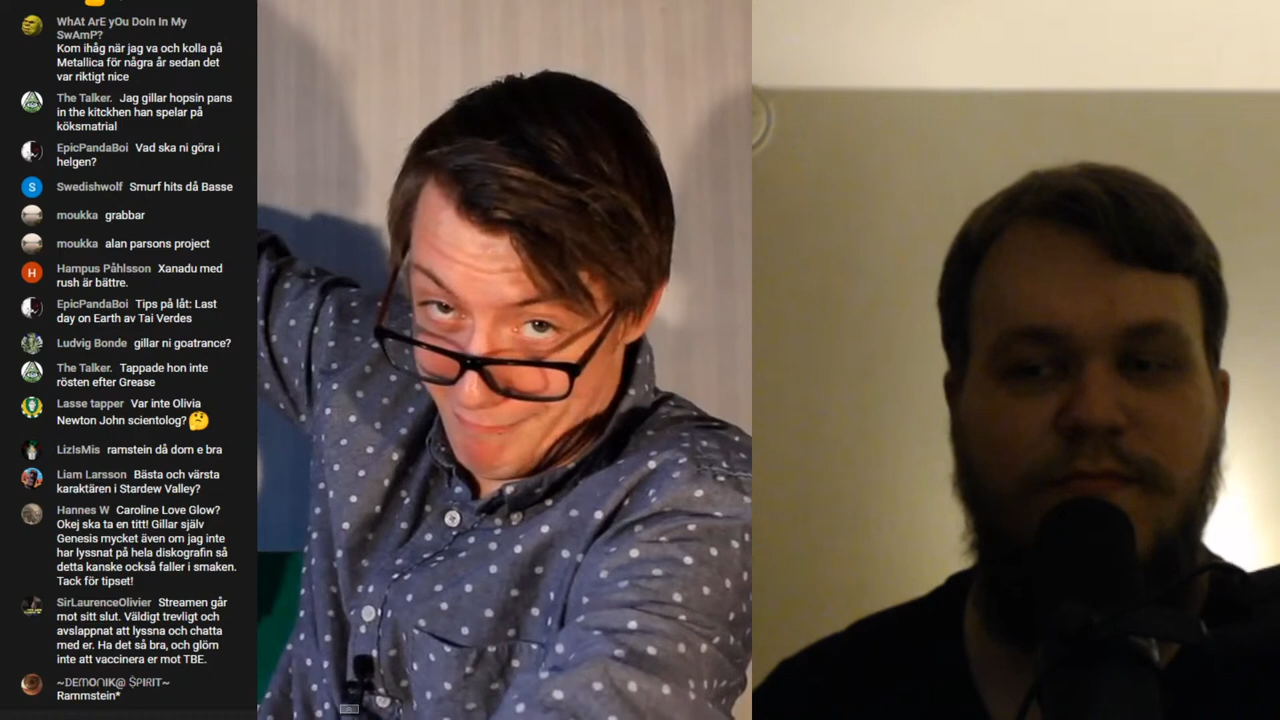 WhAt ArE yOu DoIn In My
SwAmP?
Kom ihåg när jag va och kolla på
Metallica för några år sedan det
var riktigt nice
The Talker. Jag gillar hopsin pans
in the kitckhen han spelar på
köksmatrial
EpicPandaBoi Vad ska ni göra i
helgen?
Swedishwolf Smurf hits då Basse
moukka grabbar
moukka alan parsons project
Hampus Påhlsson Xanadu med
rush är bättre.
EpicPandaBoi Tips på låt: Last
day on Earth av Tai Verdes
Ludvig Bonde gillar ni goatrance?
The Talker. Tappade hon inte
rösten efter Grease
Lasse tapper Var inte Olivia
Newton John scientolog?🤔
LizIsMis ramstein då dom e bra
Liam Larsson Bästa och värsta
karaktären i Stardew Valley?
Hannes W Caroline Love Glow?
Okej ska ta en titt! Gillar själv
Genesis mycket även om jag inte
har lyssnat på hela diskografin så
detta kanske också faller i smaken.
Tack för tipset!
SirLaurenceOlivier Streamen går
mot sitt slut. Väldigt trevligt och
avslappnat att lyssna och chatta
med er. Ha det så bra, och glöm
inte att vaccinera er mot TBE.
~DEMONIK@ ŞPIRIT~
Rammstein*